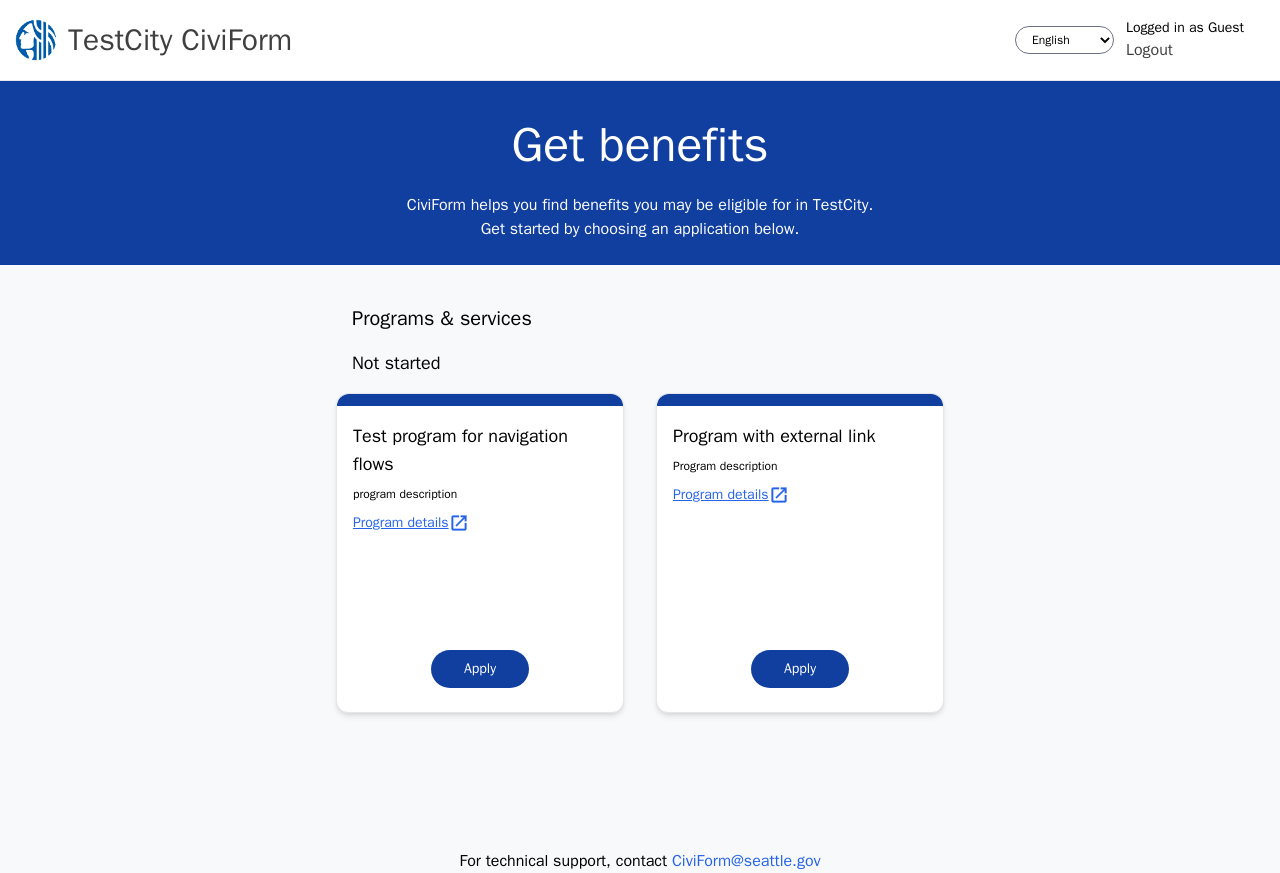 TestCity CiviForm
English
Logged in as Guest
Logout
Get benefits
CiviForm helps you find benefits you may be eligible for in TestCity.
Get started by choosing an application below.
Programs & services
Not started
Test program for navigation
flows
program description
Program details
Apply
Program with external link
Program description
Program details
Apply
For technical support, contact CiviForm@seattle.gov